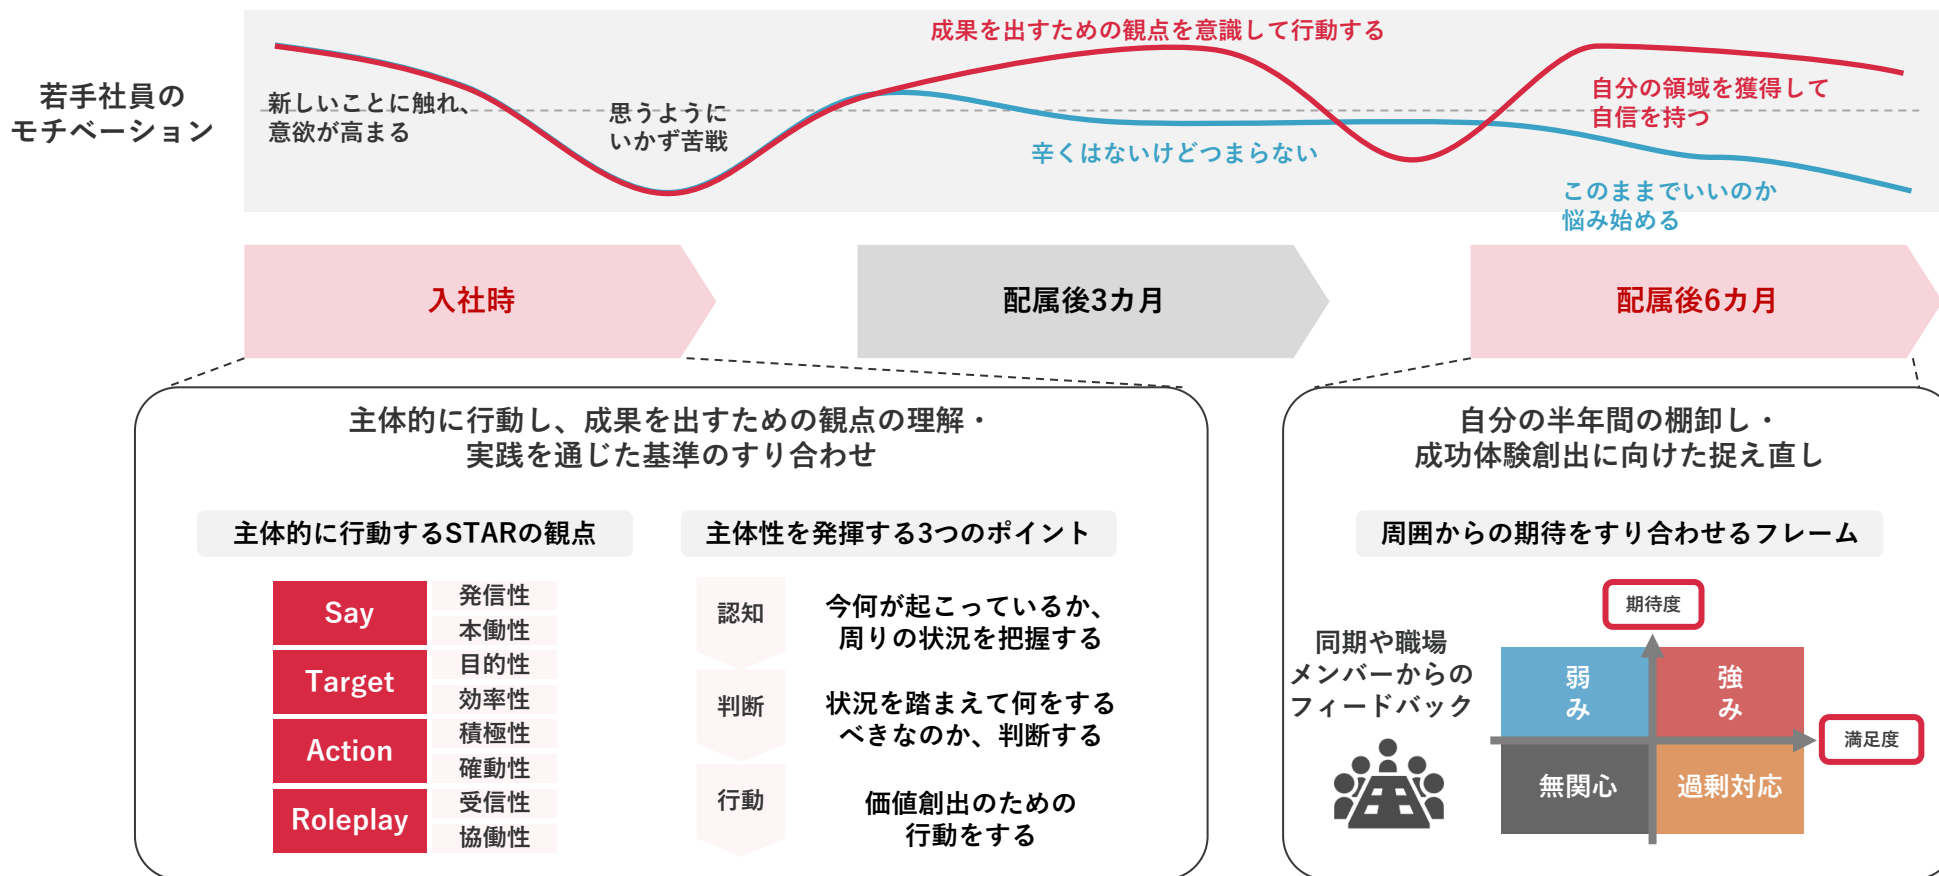 成果を出すための観点を意識して行動する
若手社員の
モチベーション
新しいことに触れ、
意欲が高まる
思うように
いかず苦戦
辛くはないけどつまらない
自分の領域を獲得して
自信を持つ
このままでいいのか
悩み始める
入社時
配属後3カ月
配属後6カ月
主体的に行動し、成果を出すための観点の理解・
実践を通じた基準のすり合わせ
主体的に行動するSTARの観点
Say
発信性
本働性
Target
目的性
効率性
Action
積極性
確動性
Roleplay
受信性
協働性
主体性を発揮する3つのポイント
認知
今何が起こっているか、
周りの状況を把握する
判断
状況を踏まえて何をする
べきなのか、判断する
行動
価値創出のための
行動をする
自分の半年間の棚卸し・
成功体験創出に向けた捉え直し
周囲からの期待をすり合わせるフレーム
同期や職場
メンバーからの
フィードバック
期待度
弱
み
強
み
満足度
無関心
過剰対応